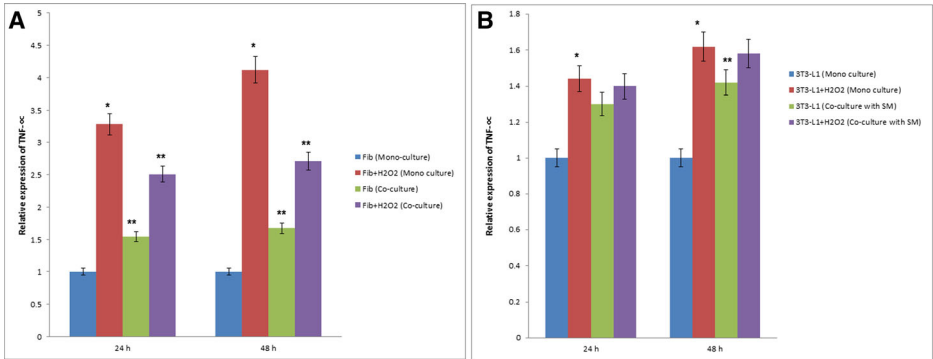 A
Relative expression of TNF-∝
5
4.5
4
3.5
3
2.5
2
1.5
1
0.5
0
*
**
**
*
**
**
24 h
48 h
Fib (Mono-culture)
Fib+H2O2 (Mono culture)
Fib (Co-culture)
Fib+H2O2 (Co-culture)
B
Relative expression of TNF-∝
1.8
1.6
1.4
1.2
1
0.8
0.6
0.4
0.2
0
*
*
**
24 h
48 h
3T3-L1 (Mono culture)
3T3-L1+H2O2 (Mono culture)
3T3-L1 (Co-culture with SM)
3T3-L1+H2O2 (Co-culture with SM)